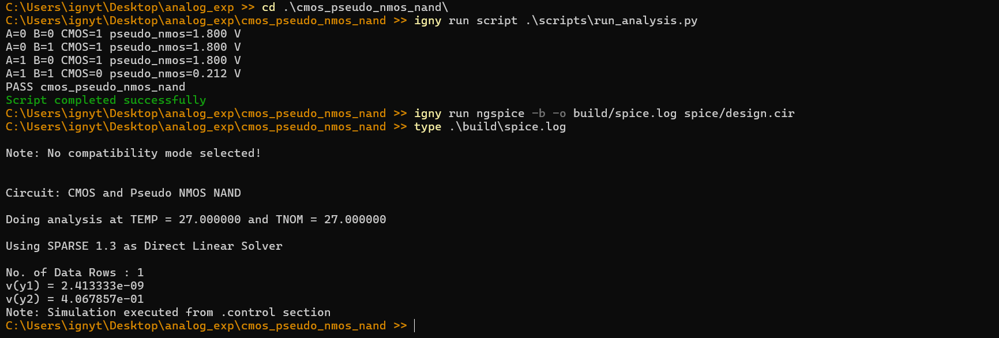 C:\Users\ignyt\Desktop\analog_exp >> cd .\cmos_pseudo_nmos_nand\
C:\Users\ignyt\Desktop\analog_exp\cmos_pseudo_nmos_nand >> igny run script .\scripts\run_analysis.py
A=0 B=0 CMOS=1 pseudo_nmos=1.800 V
A=0 B=1 CMOS=1 pseudo_nmos=1.800 V
A=1 B=0 CMOS=1 pseudo_nmos=1.800 V
A=1 B=1 CMOS=0 pseudo_nmos=0.212 V
PASS cmos_pseudo_nmos_nand
Script completed successfully
C:\Users\ignyt\Desktop\analog_exp\cmos_pseudo_nmos_nand >> igny run ngspice -b -o build/spice.log spice/design.cir
C:\Users\ignyt\Desktop\analog_exp\cmos_pseudo_nmos_nand >> type .\build\spice.log
Note: No compatibility mode selected!
Circuit: CMOS and Pseudo NMOS NAND
Doing analysis at TEMP = 27.000000 and TNOM = 27.000000
Using SPARSE 1.3 as Direct Linear Solver
No. of Data Rows : 1
v(y1) = 2.413333e-09
v(y2) = 4.067857e-01
Note: Simulation executed from .control section
C:\Users\ignyt\Desktop\analog_exp\cmos_pseudo_nmos_nand >>